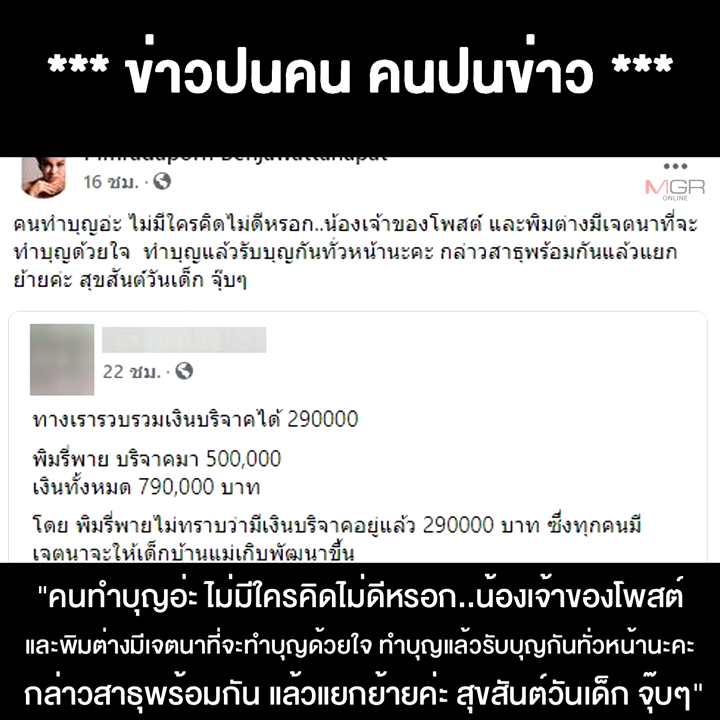 *** ข่าวปนคน คนปนข่าว ***
16 ชม. ·
MGR
ONLINE
คนทำบุญอ่ะ ไม่มีใครคิดไม่ดีหรอก..น้องเจ้าของโพสต์ และพิมต่างมีเจตนาที่จะ
ทำบุญด้วยใจ ทำบุญแล้วรับบุญกันทั่วหน้านะคะ กล่าวสาธุพร้อมกันแล้วแยก
ย้ายค่ะ สุขสันต์วันเด็ก จุ๊บๆ
22 ชม. ·
ทางเรารวบรวมเงินบริจาคได้ 290000
พิมรี่พาย บริจาคมา 500,000
เงินทั้งหมด 790,000 บาท
โดย พิมรี่พายไม่ทราบว่ามีเงินบริจาคอยู่แล้ว 290000 บาท ซึ่งทุกคนมี
เจตนาจะให้เด็กบ้านแม่เกิบพัฒนาขึ้น
"คนทำบุญอ่ะ ไม่มีใครคิดไม่ดีหรอก..น้องเจ้าของโพสต์
และพิมต่างมีเจตนาที่จะทำบุญด้วยใจ ทำบุญแล้วรับบุญกันทั่วหน้านะคะ
กล่าวสาธุพร้อมกัน แล้วแยกย้ายค่ะ สุขสันต์วันเด็ก จุ๊บๆ"